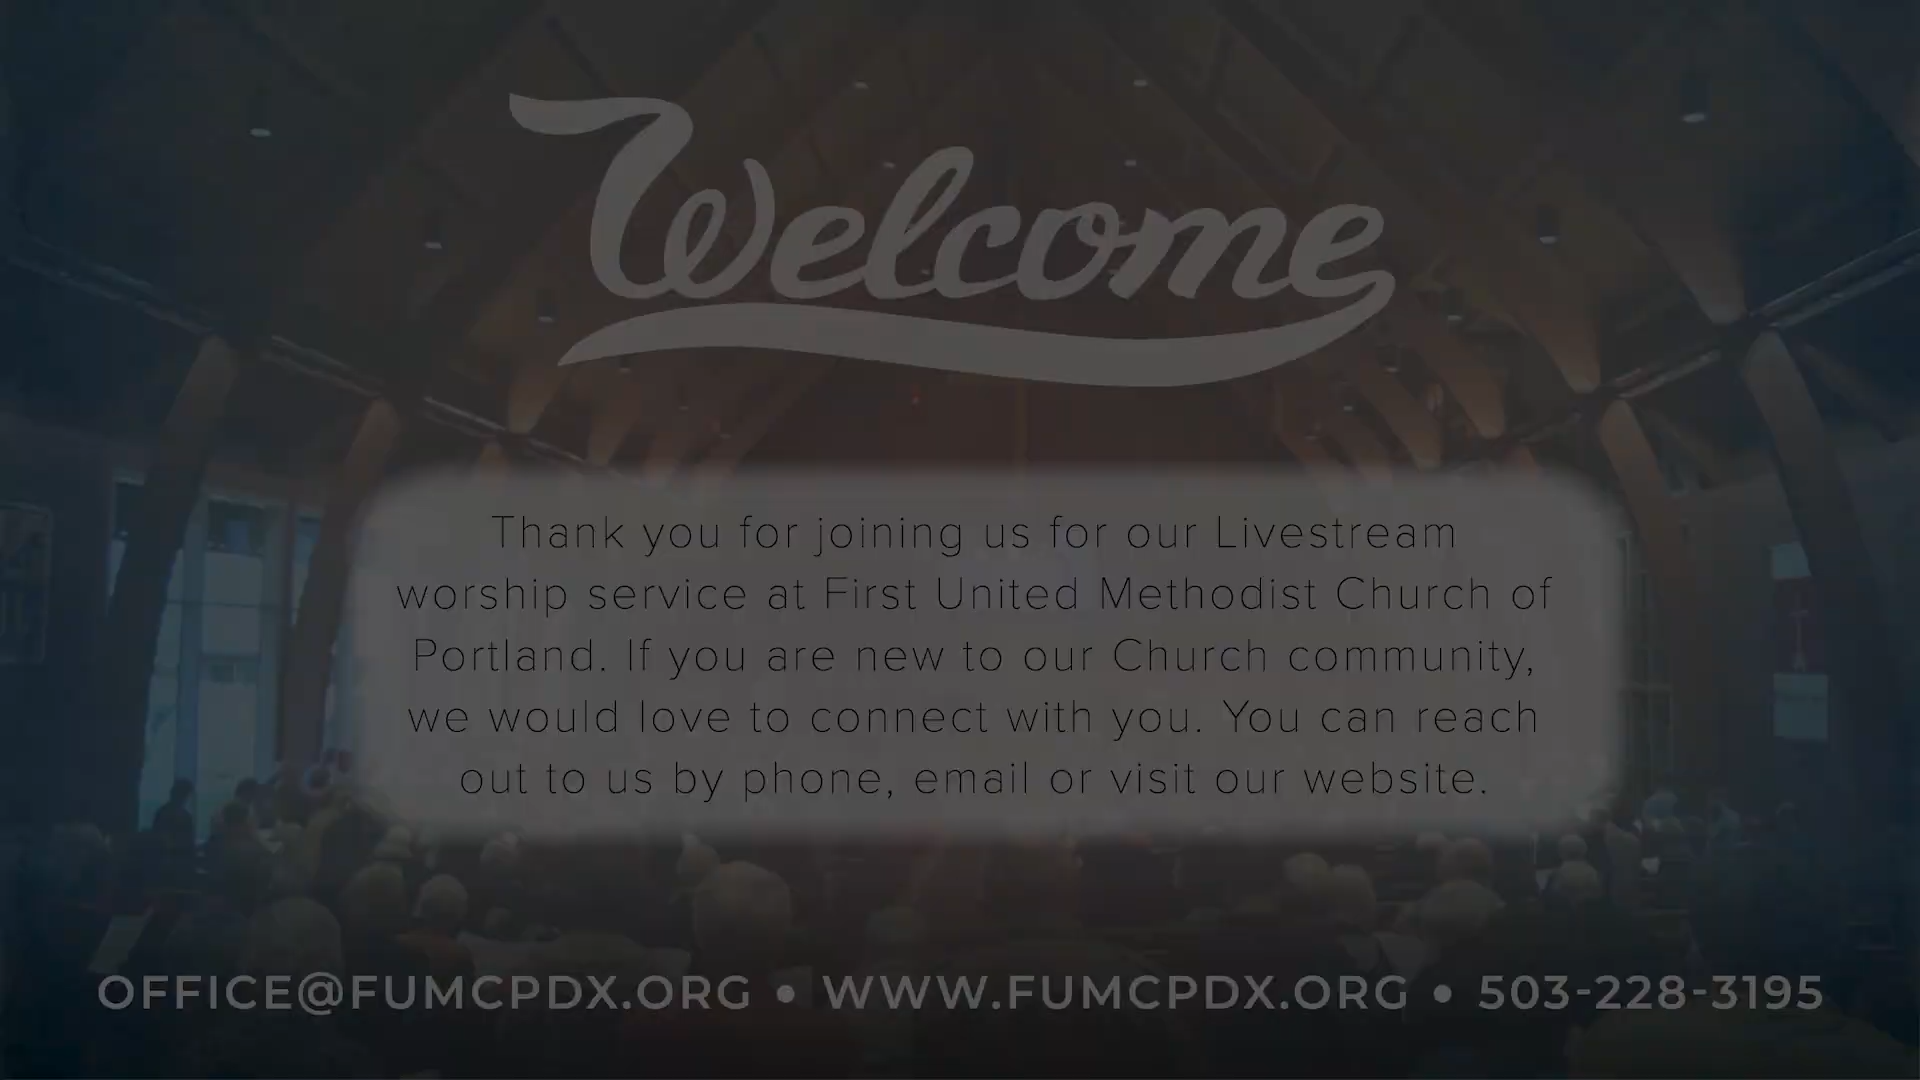 Welcome
Thank you for joining us for our Livestream
worship service at First United Methodist Church of
Portland. If you are new to our Church community,
we would love to connect with you. You can reach
out to us by phone, email or visit our website.
OFFICE@FUMCPDX.ORG • WWW.FUMCPDX.ORG • 503-228-3195